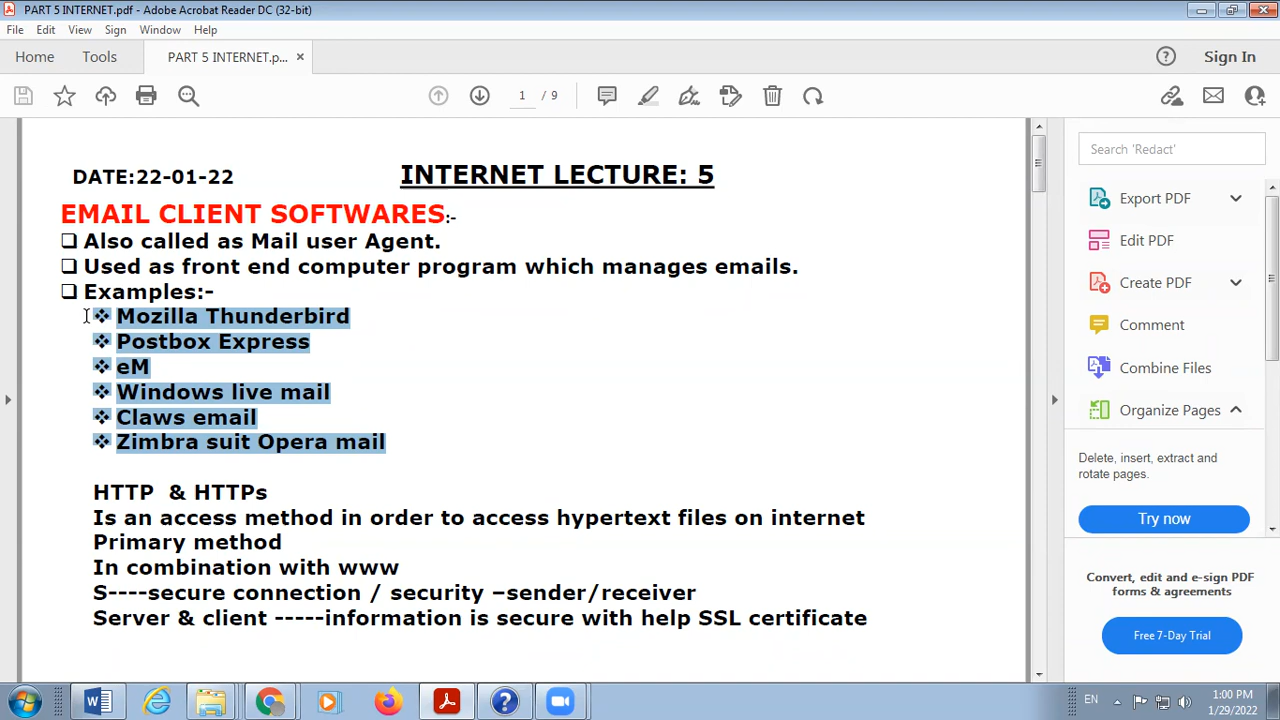 PART 5 INTERNET.pdf - Adobe Acrobat Reader DC (32-bit)
File Edit View Sign Window Help
Home Tools PART 5 INTERNET.p... × Sign In
1 / 9
DATE:22-01-22 INTERNET LECTURE: 5
EMAIL CLIENT SOFTWARES:-
❑ Also called as Mail user Agent.
❑ Used as front end computer program which manages emails.
❑ Examples:-
❖ Mozilla Thunderbird
❖ Postbox Express
❖ eM
❖ Windows live mail
❖ Claws email
❖ Zimbra suit Opera mail
HTTP & HTTPs
Is an access method in order to access hypertext files on internet
Primary method
In combination with www
S----secure connection / security –sender/receiver
Server & client -----information is secure with help SSL certificate
Search 'Redact'
Export PDF
Edit PDF
Create PDF
Comment
Combine Files
Organize Pages
Delete, insert, extract and
rotate pages.
Try now
Convert, edit and e-sign PDF
forms & agreements
Free 7-Day Trial
EN
1:00 PM
1/29/2022